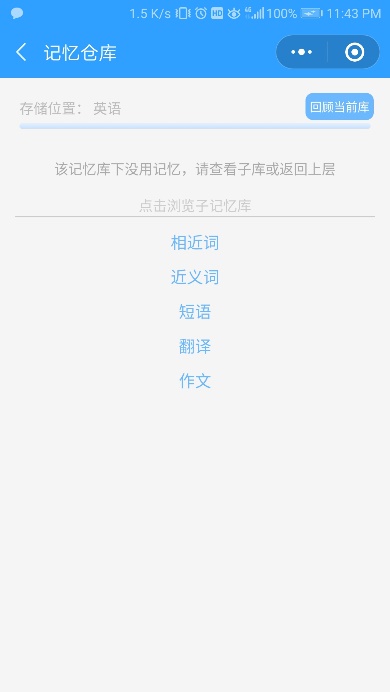 1.5 K/s HD 4G 100% 11:43 PM
记忆仓库
存储位置： 英语
回顾当前库
该记忆库下没用记忆，请查看子库或返回上层
点击浏览子记忆库
相近词
近义词
短语
翻译
作文